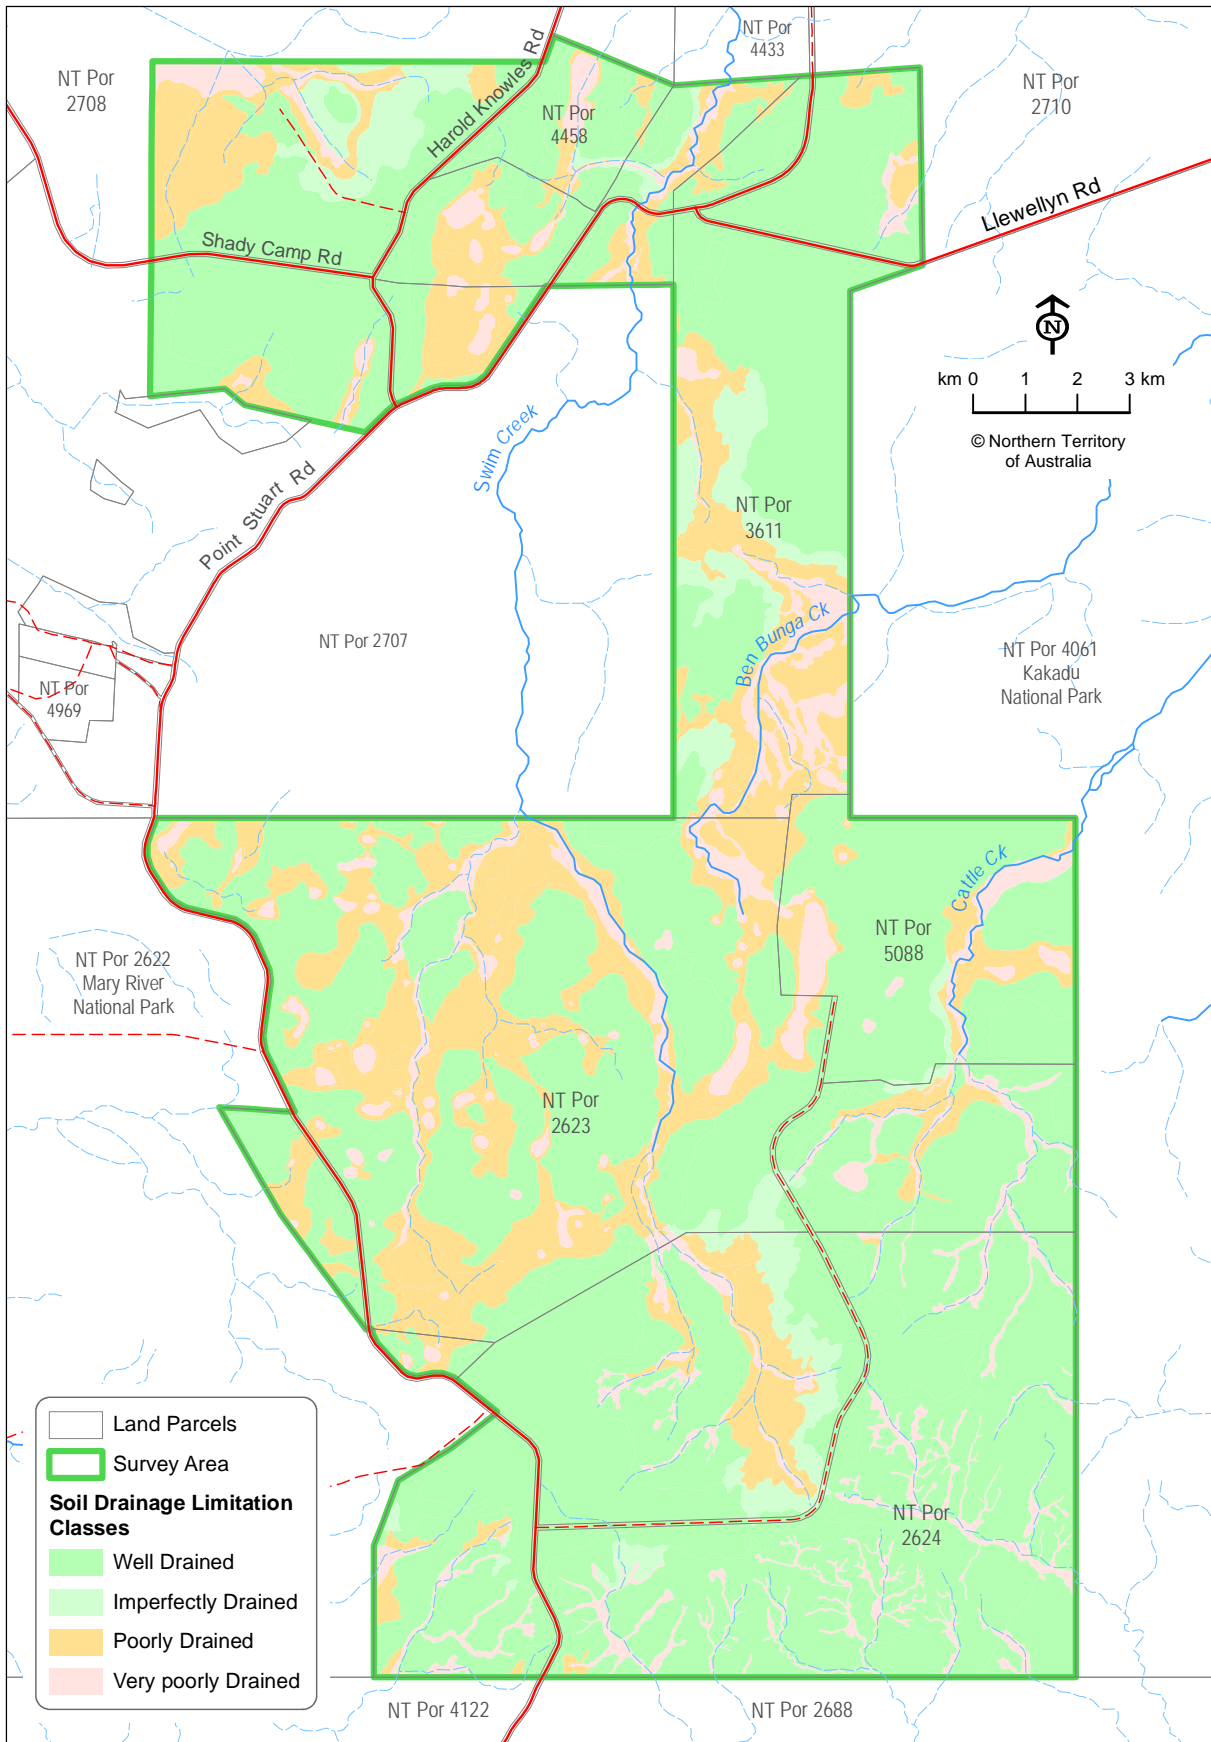 NT Por
4433
NT Por
2708
Harold Knowles Rd
NT Por
2710
NT Por
4458
Llewellyn Rd
Shady Camp Rd
N
km 0 1 2 3 km
© Northern Territory
of Australia
Swim Creek
Point Stuart Rd
NT Por
3611
Ben Bunga Ck
NT Por 2707
NT Por 4061
Kakadu
National Park
NT Por
4969
Cattle Ck
NT Por
5088
NT Por 2622
Mary River
National Park
NT Por
2623
NT Por
2624
Land Parcels
Survey Area
Soil Drainage Limitation
Classes
Well Drained
Imperfectly Drained
Poorly Drained
Very poorly Drained
NT Por 4122
NT Por 2688